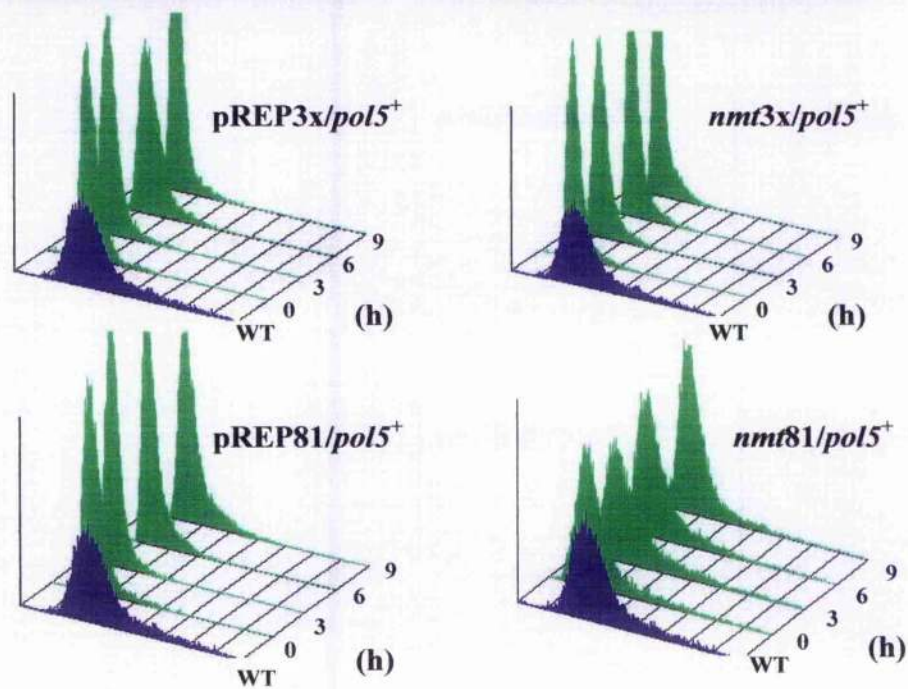 pREP3x/pol5+
9
6
3
0
WT
(h)
nmt3x/pol5+
9
6
3
0
WT
(h)
pREP81/pol5+
9
6
3
0
WT
(h)
nmt81/pol5+
9
6
3
0
WT
(h)